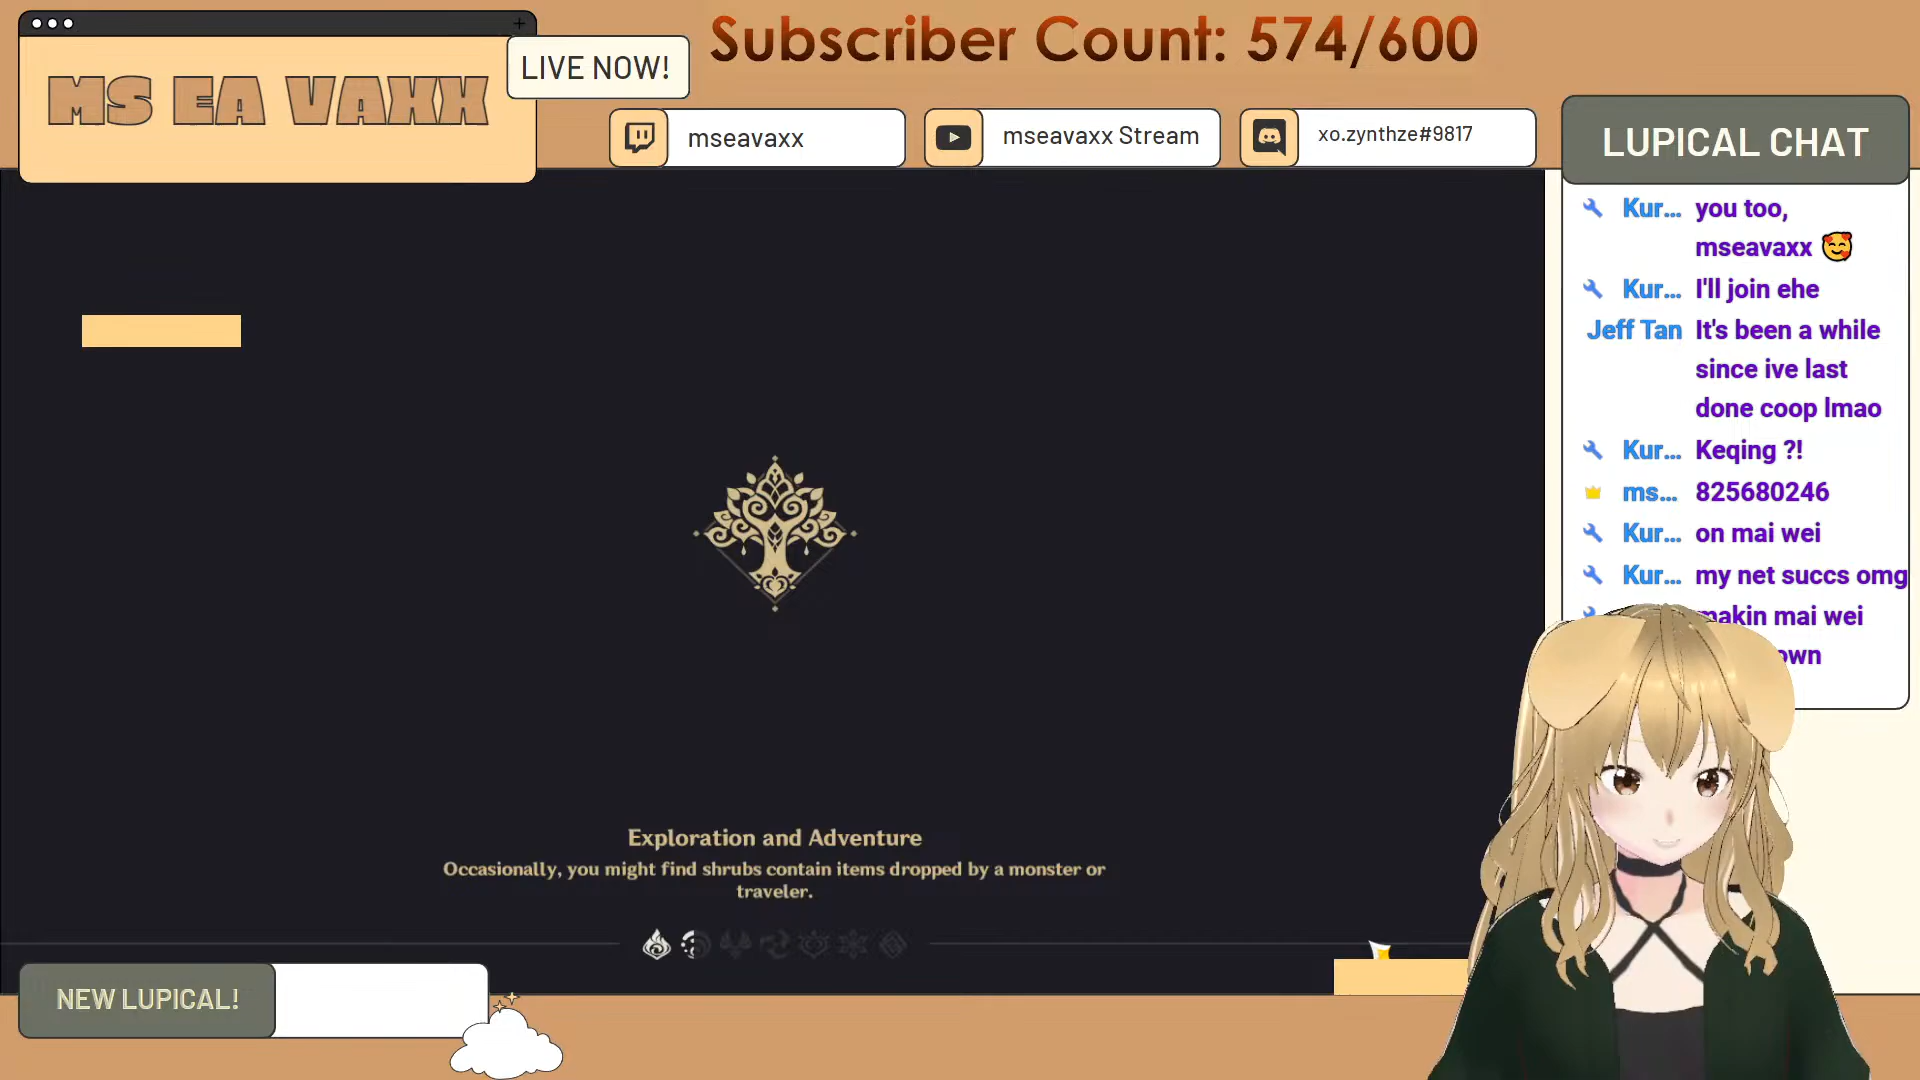 MS EA VAXX
LIVE NOW!
Subscriber Count: 574/600
mseavaxx
mseavaxx Stream
xo.zynthze#9817
LUPICAL CHAT
Kur... you too,
mseavaxx 🥰
Kur... I'll join ehe
Jeff Tan It's been a while
since ive last
done coop lmao
Kur... Keqing ?!
ms... 825680246
Kur... on mai wei
Kur... my net succs omg
makin mai wei
own
Exploration and Adventure
Occasionally, you might find shrubs contain items dropped by a monster or
traveler.
NEW LUPICAL!